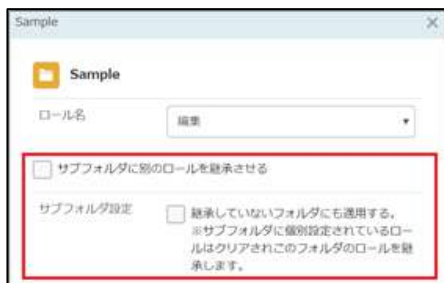 Sample
Sample
ロール名
編集
サブフォルダに別のロールを継承させる
サブフォルダ設定
継承していないフォルダにも適用する。
※サブフォルダに個別設定されているロー
ルはクリアされこのフォルダのロールを継
承します。